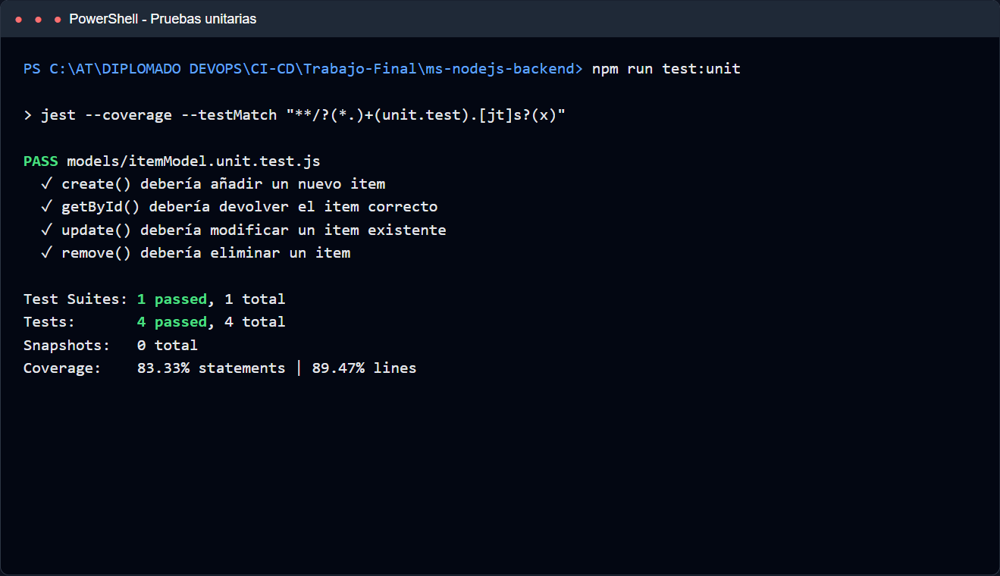 PowerShell - Pruebas unitarias
PS C:\AT\DIPLOMADO DEVOPS\CI-CD\Trabajo-Final\ms-nodejs-backend> npm run test:unit
> jest --coverage --testMatch "**/?(*.)+(unit.test).[jt]s?(x)"
PASS models/itemModel.unit.test.js
✓ create() debería añadir un nuevo item
✓ getById() debería devolver el item correcto
✓ update() debería modificar un item existente
✓ remove() debería eliminar un item
Test Suites: 1 passed, 1 total
Tests: 4 passed, 4 total
Snapshots: 0 total
Coverage: 83.33% statements | 89.47% lines